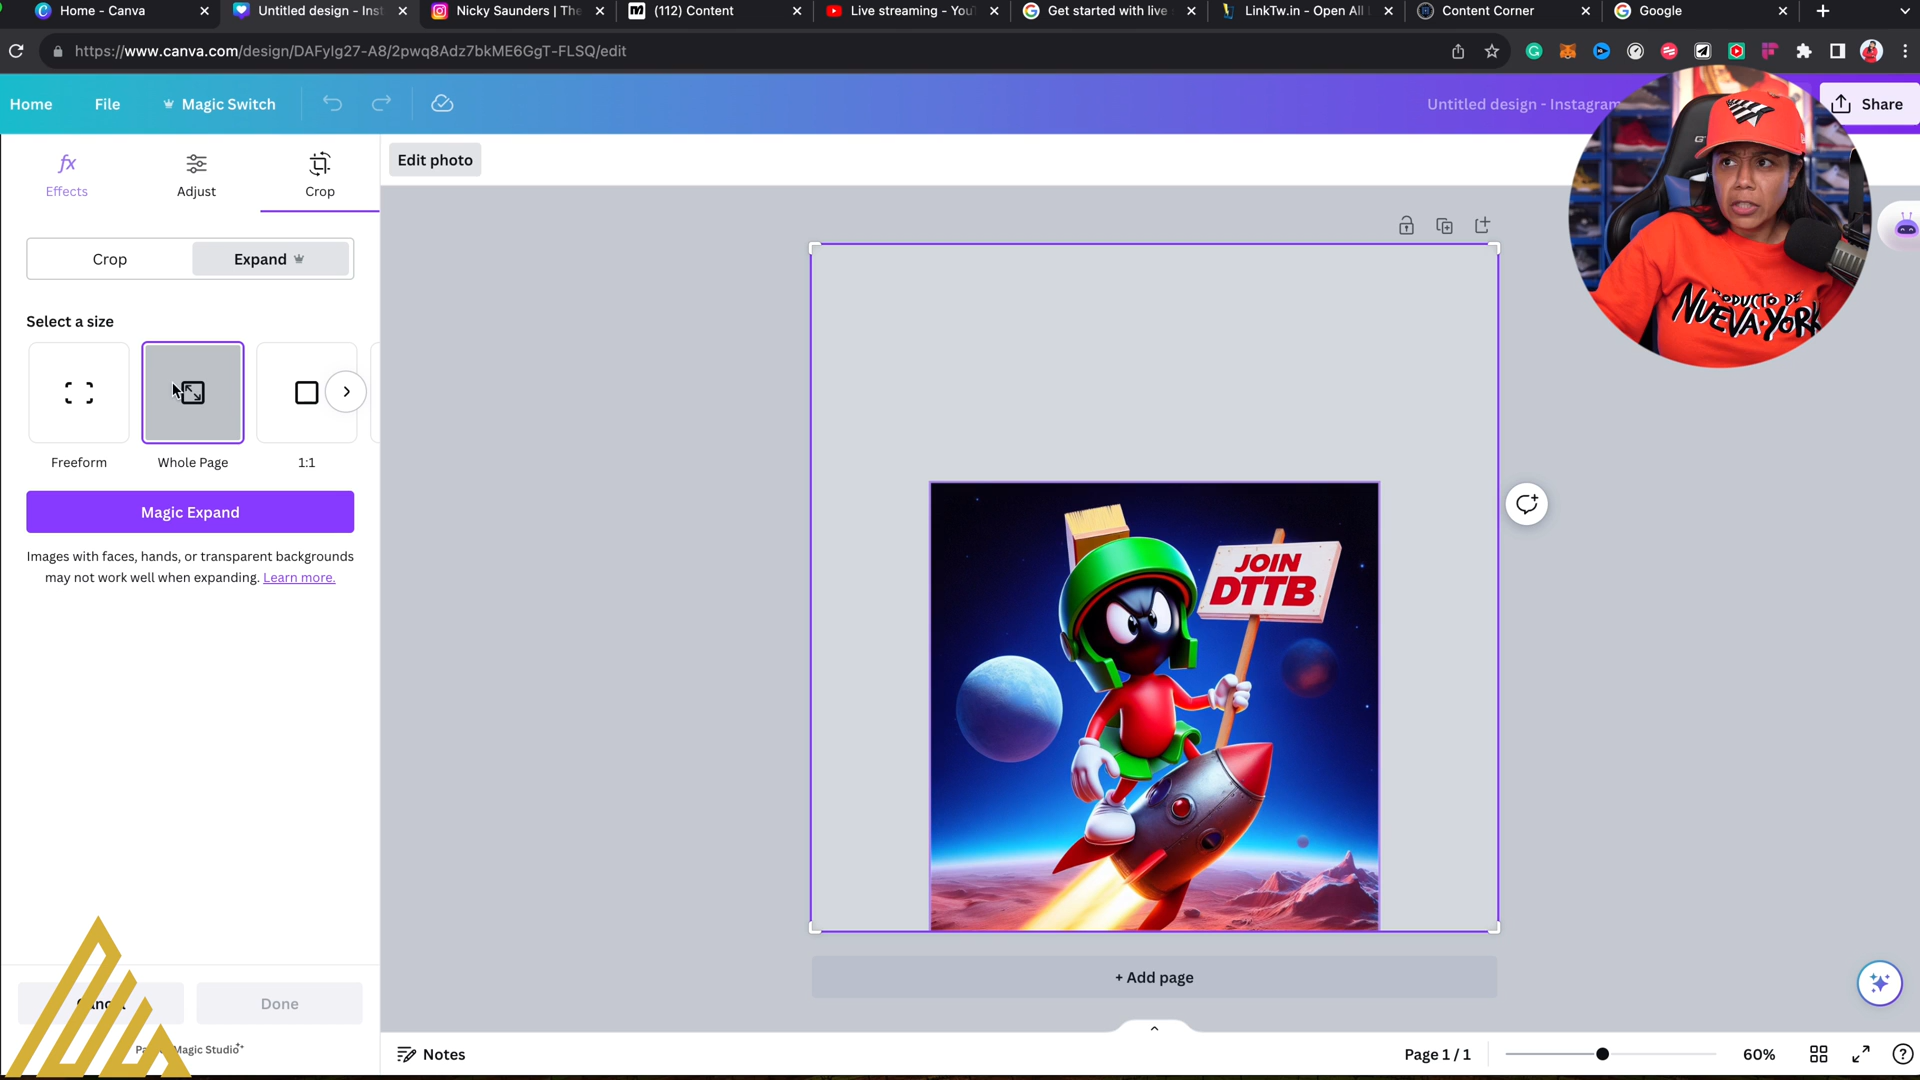 Home - Canva
Untitled design - Inst
Nicky Saunders | The
(112) Content
Live streaming - You
Get started with live
LinkTw.in - Open All
Content Corner
Google
https://www.canva.com/design/DAFylg27-A8/2pwq8Adz7bkME6GgT-FLSQ/edit
Home
File
Magic Switch
Untitled design - Instagram
Share
Effects
Adjust
Crop
Edit photo
Crop
Expand
PRODUCTO DE
NUEVA·YORK
Select a size
Freeform
Whole Page
1:1
Magic Expand
Images with faces, hands, or transparent backgrounds
may not work well when expanding. Learn more.
JOIN
DTTB
+ Add page
Done
Magic Studio
Notes
Page 1 / 1
60%